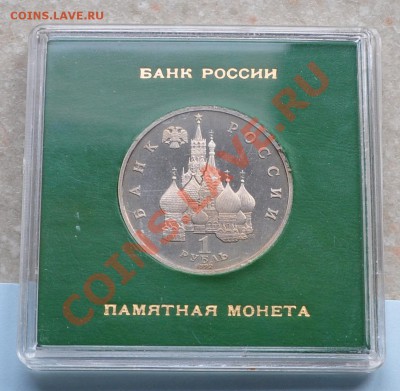 COINS.LAVE.RU
БАНК РОССИИ
БАНК РОССИИ
1
РУБЛЬ
COINS.LAVE.RU
ПАМЯТНАЯ МОНЕТА